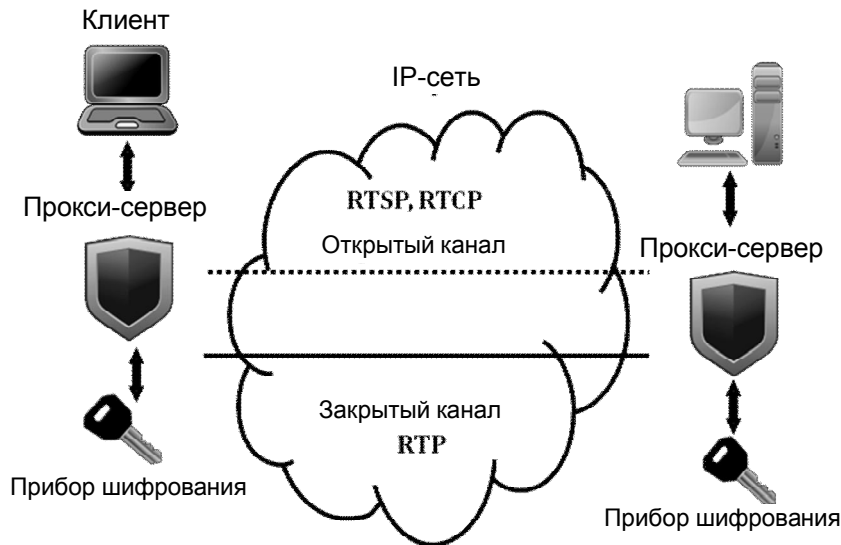 Клиент
IP-сеть
Прокси-сервер
RTSP, RTCP
Открытый канал
Прокси-сервер
Закрытый канал
RTP
Прибор шифрования
Прибор шифрования